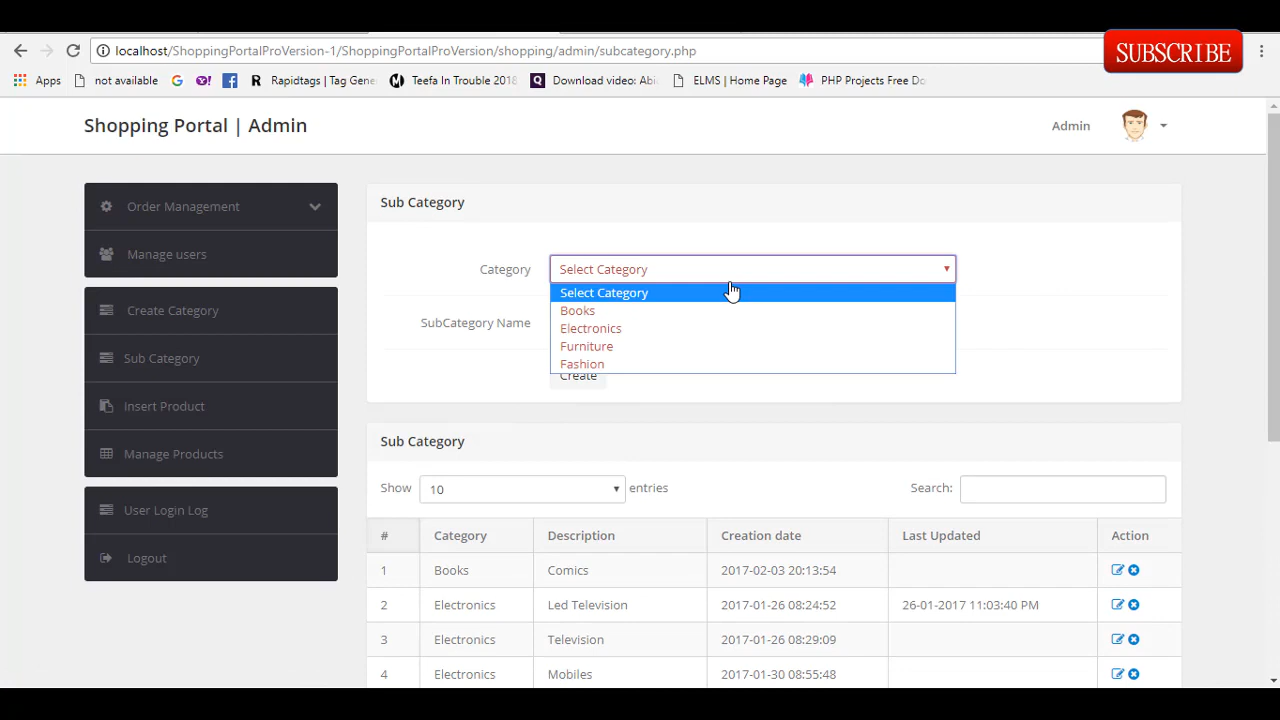 localhost/ShoppingPortalProVersion-1/ShoppingPortalProVersion/shopping/admin/subcategory.php
SUBSCRIBE
Apps not available Rapidtags | Tag Gene Teefa In Trouble 2018 Download video: Abi ELMS | Home Page PHP Projects Free Do
Shopping Portal | Admin
Admin
Order Management
Manage users
Create Category
Sub Category
Insert Product
Manage Products
User Login Log
Logout
Sub Category
Category Select Category
Select Category
Books
Electronics
Furniture
Fashion
SubCategory Name
Create
Sub Category
Show 10 entries Search:
# Category Description Creation date Last Updated Action
1 Books Comics 2017-02-03 20:13:54
2 Electronics Led Television 2017-01-26 08:24:52 26-01-2017 11:03:40 PM
3 Electronics Television 2017-01-26 08:29:09
4 Electronics Mobiles 2017-01-30 08:55:48